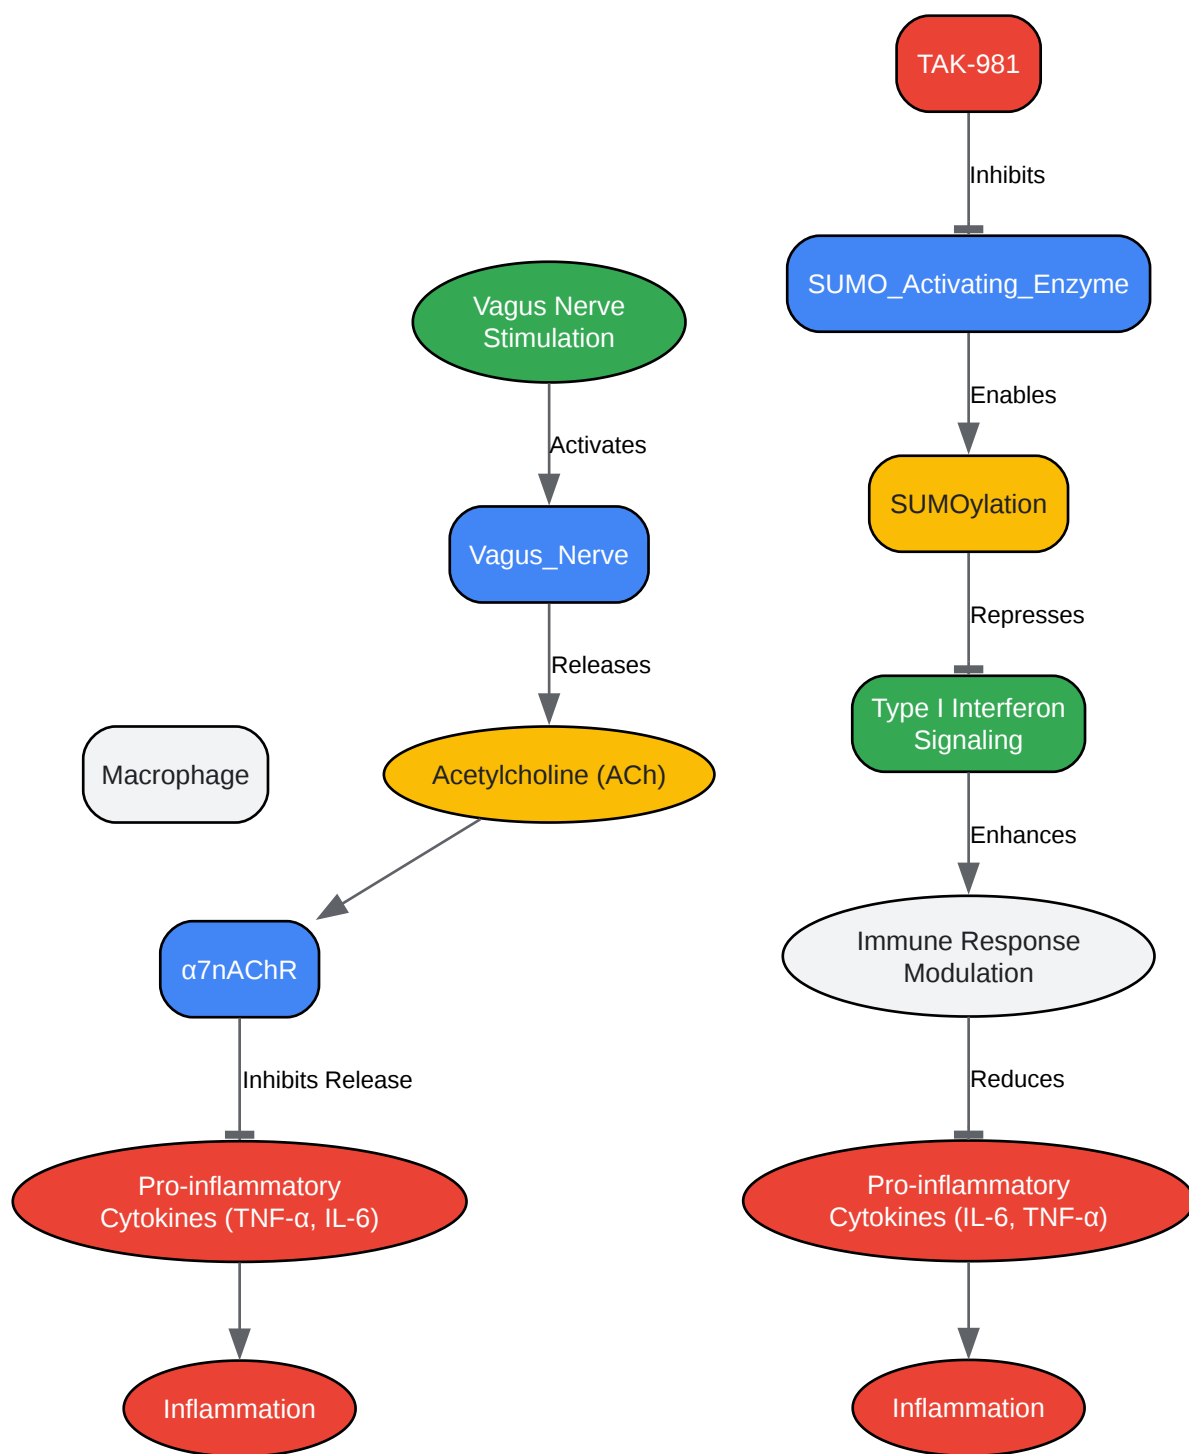 TAK-981
Inhibits
SUMO_Activating_Enzyme
Enables
SUMOylation
Represses
Type I Interferon
Signaling
Enhances
Immune Response
Modulation
Reduces
Pro-inflammatory
Cytokines (IL-6, TNF-α)
Inflammation
Vagus Nerve
Stimulation
Activates
Vagus_Nerve
Releases
Acetylcholine (ACh)
Macrophage
α7nAChR
Inhibits Release
Pro-inflammatory
Cytokines (TNF-α, IL-6)
Inflammation